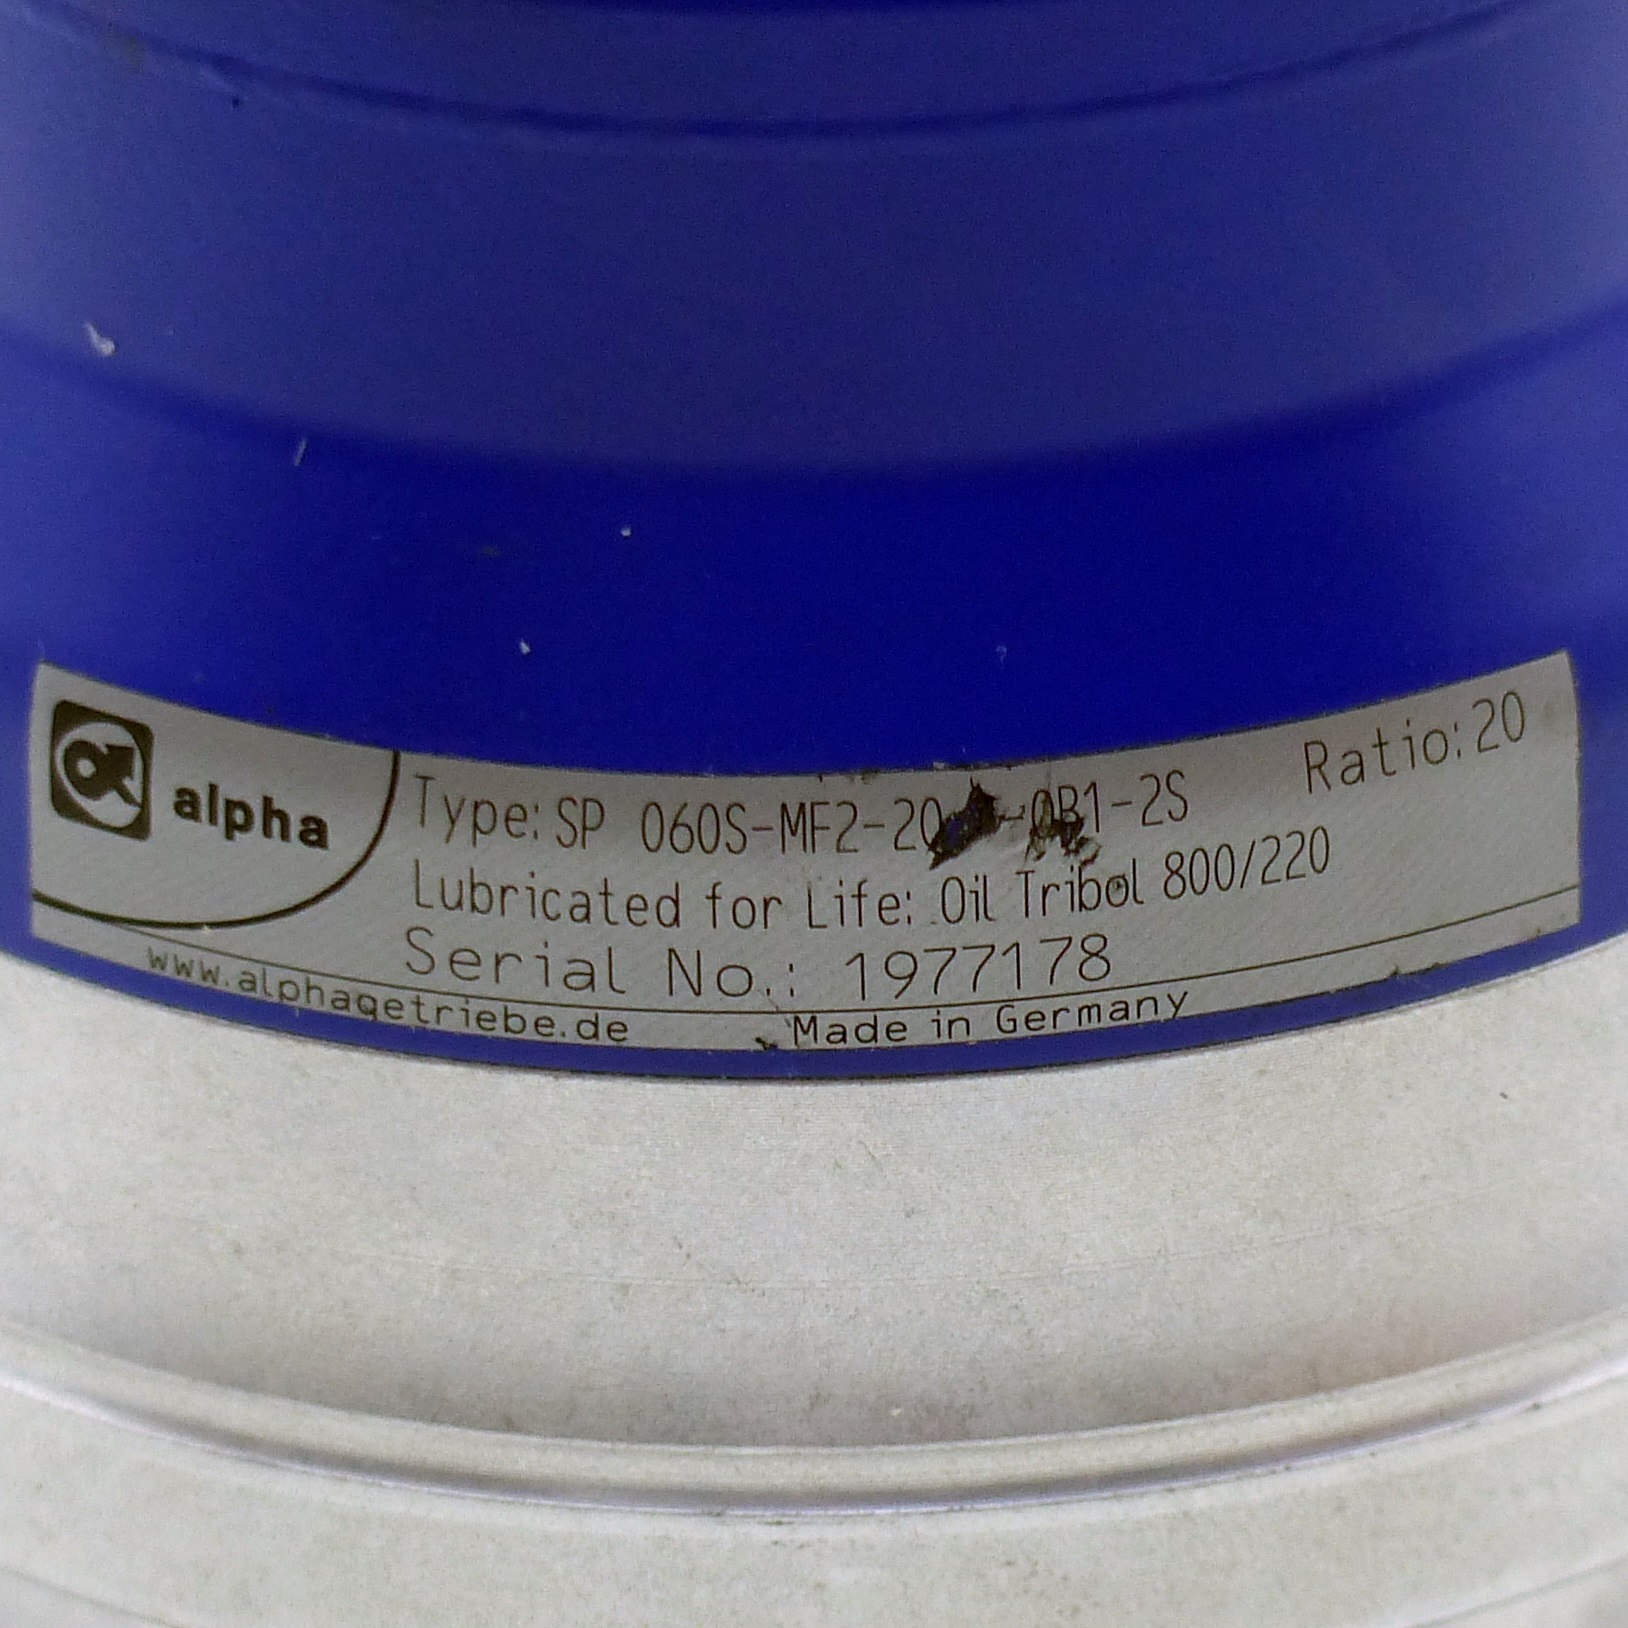 alpha
Type: SP 060S-MF2-20 -0B1-2S Ratio: 20
Lubricated for Life: Oil Tribol 800/220
Serial No.: 1977178
www.alphagetriebe.de Made in Germany